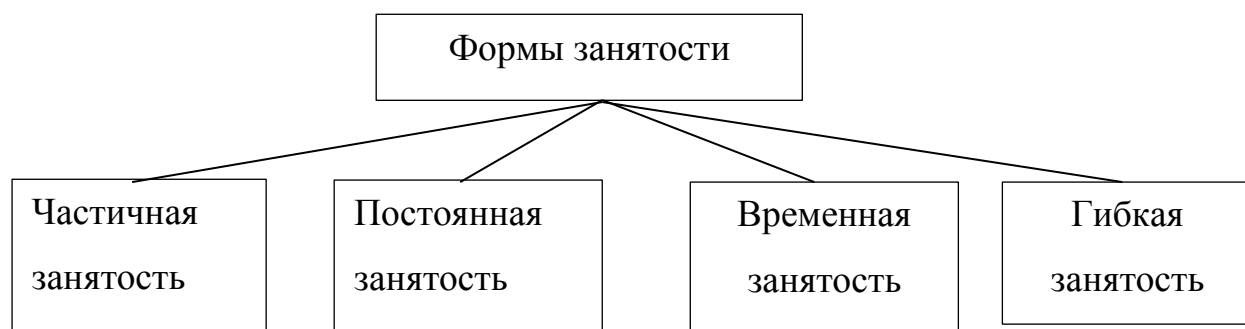 Формы занятости
Частичная
занятость
Постоянная
занятость
Временная
занятость
Гибкая
занятость